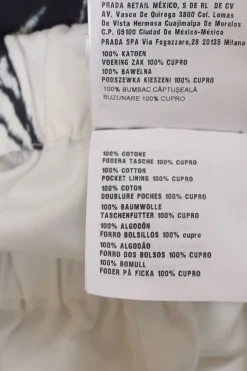 PRADA RETAIL MÉXICO, S DE RL DE CV
AV. Vasco De Quiroga 3800 Col. Lomas
De Vista Hermosa Cuajimalpa De Morelos
C.P. 05109 Ciudad De México
PRADA SPA Via Fogazzaro,28 20135 Milano
100% KATOEN
VOERING ZAK 100% CUPRO
100% BAWEŁNA
PODSZEWKA KIESZENI 100% CUPRO
100% BUMBAC CĂPTUȘEALĂ
BUZUNARE 100% CUPRO
100% COTONE
FODERA TASCHE 100% CUPRO
100% COTTON
POCKET LINING 100% CUPRO
100% COTON
DOUBLURE POCHES 100% CUPRO
100% BAUMWOLLE
TASCHENFUTTER 100% CUPRO
100% ALGODÓN
FORRO BOLSILLOS 100% CUPRO
100% ALGODÃO
FORRO DOS BOLSOS 100% CUPRO
100% BOMULL
FODER PÅ FICKA 100% CUPRO